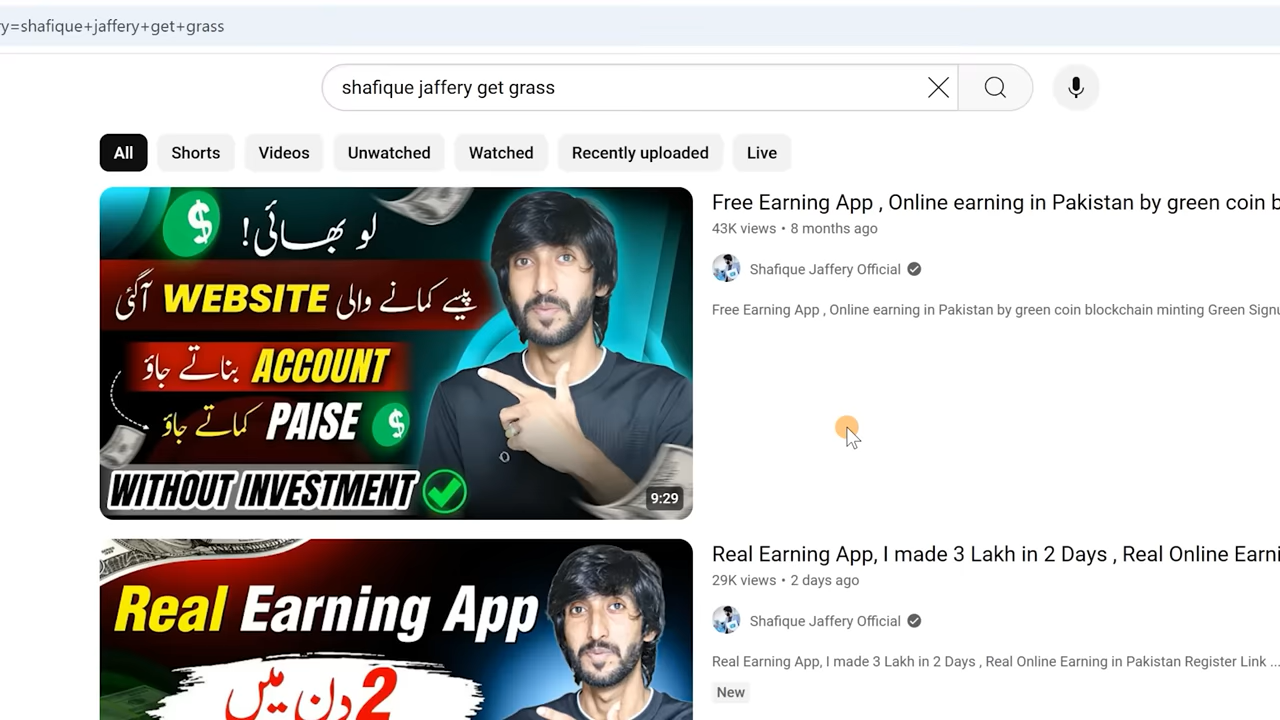 ry=shafique+jaffery+get+grass
shafique jaffery get grass
All
Shorts
Videos
Unwatched
Watched
Recently uploaded
Live
$
لو بھائی!
پیسے کمانے والی WEBSITE آگئی
ACCOUNT بناتے جاؤ
PAISE کماتے جاؤ
$
WITHOUT INVESTMENT
9:29
Free Earning App , Online earning in Pakistan by green coin b
43K views • 8 months ago
Shafique Jaffery Official
Free Earning App , Online earning in Pakistan by green coin blockchain minting Green Signu
Real Earning App
2 دن میں
Real Earning App, I made 3 Lakh in 2 Days , Real Online Earni
29K views • 2 days ago
Shafique Jaffery Official
Real Earning App, I made 3 Lakh in 2 Days , Real Online Earning in Pakistan Register Link ...
New